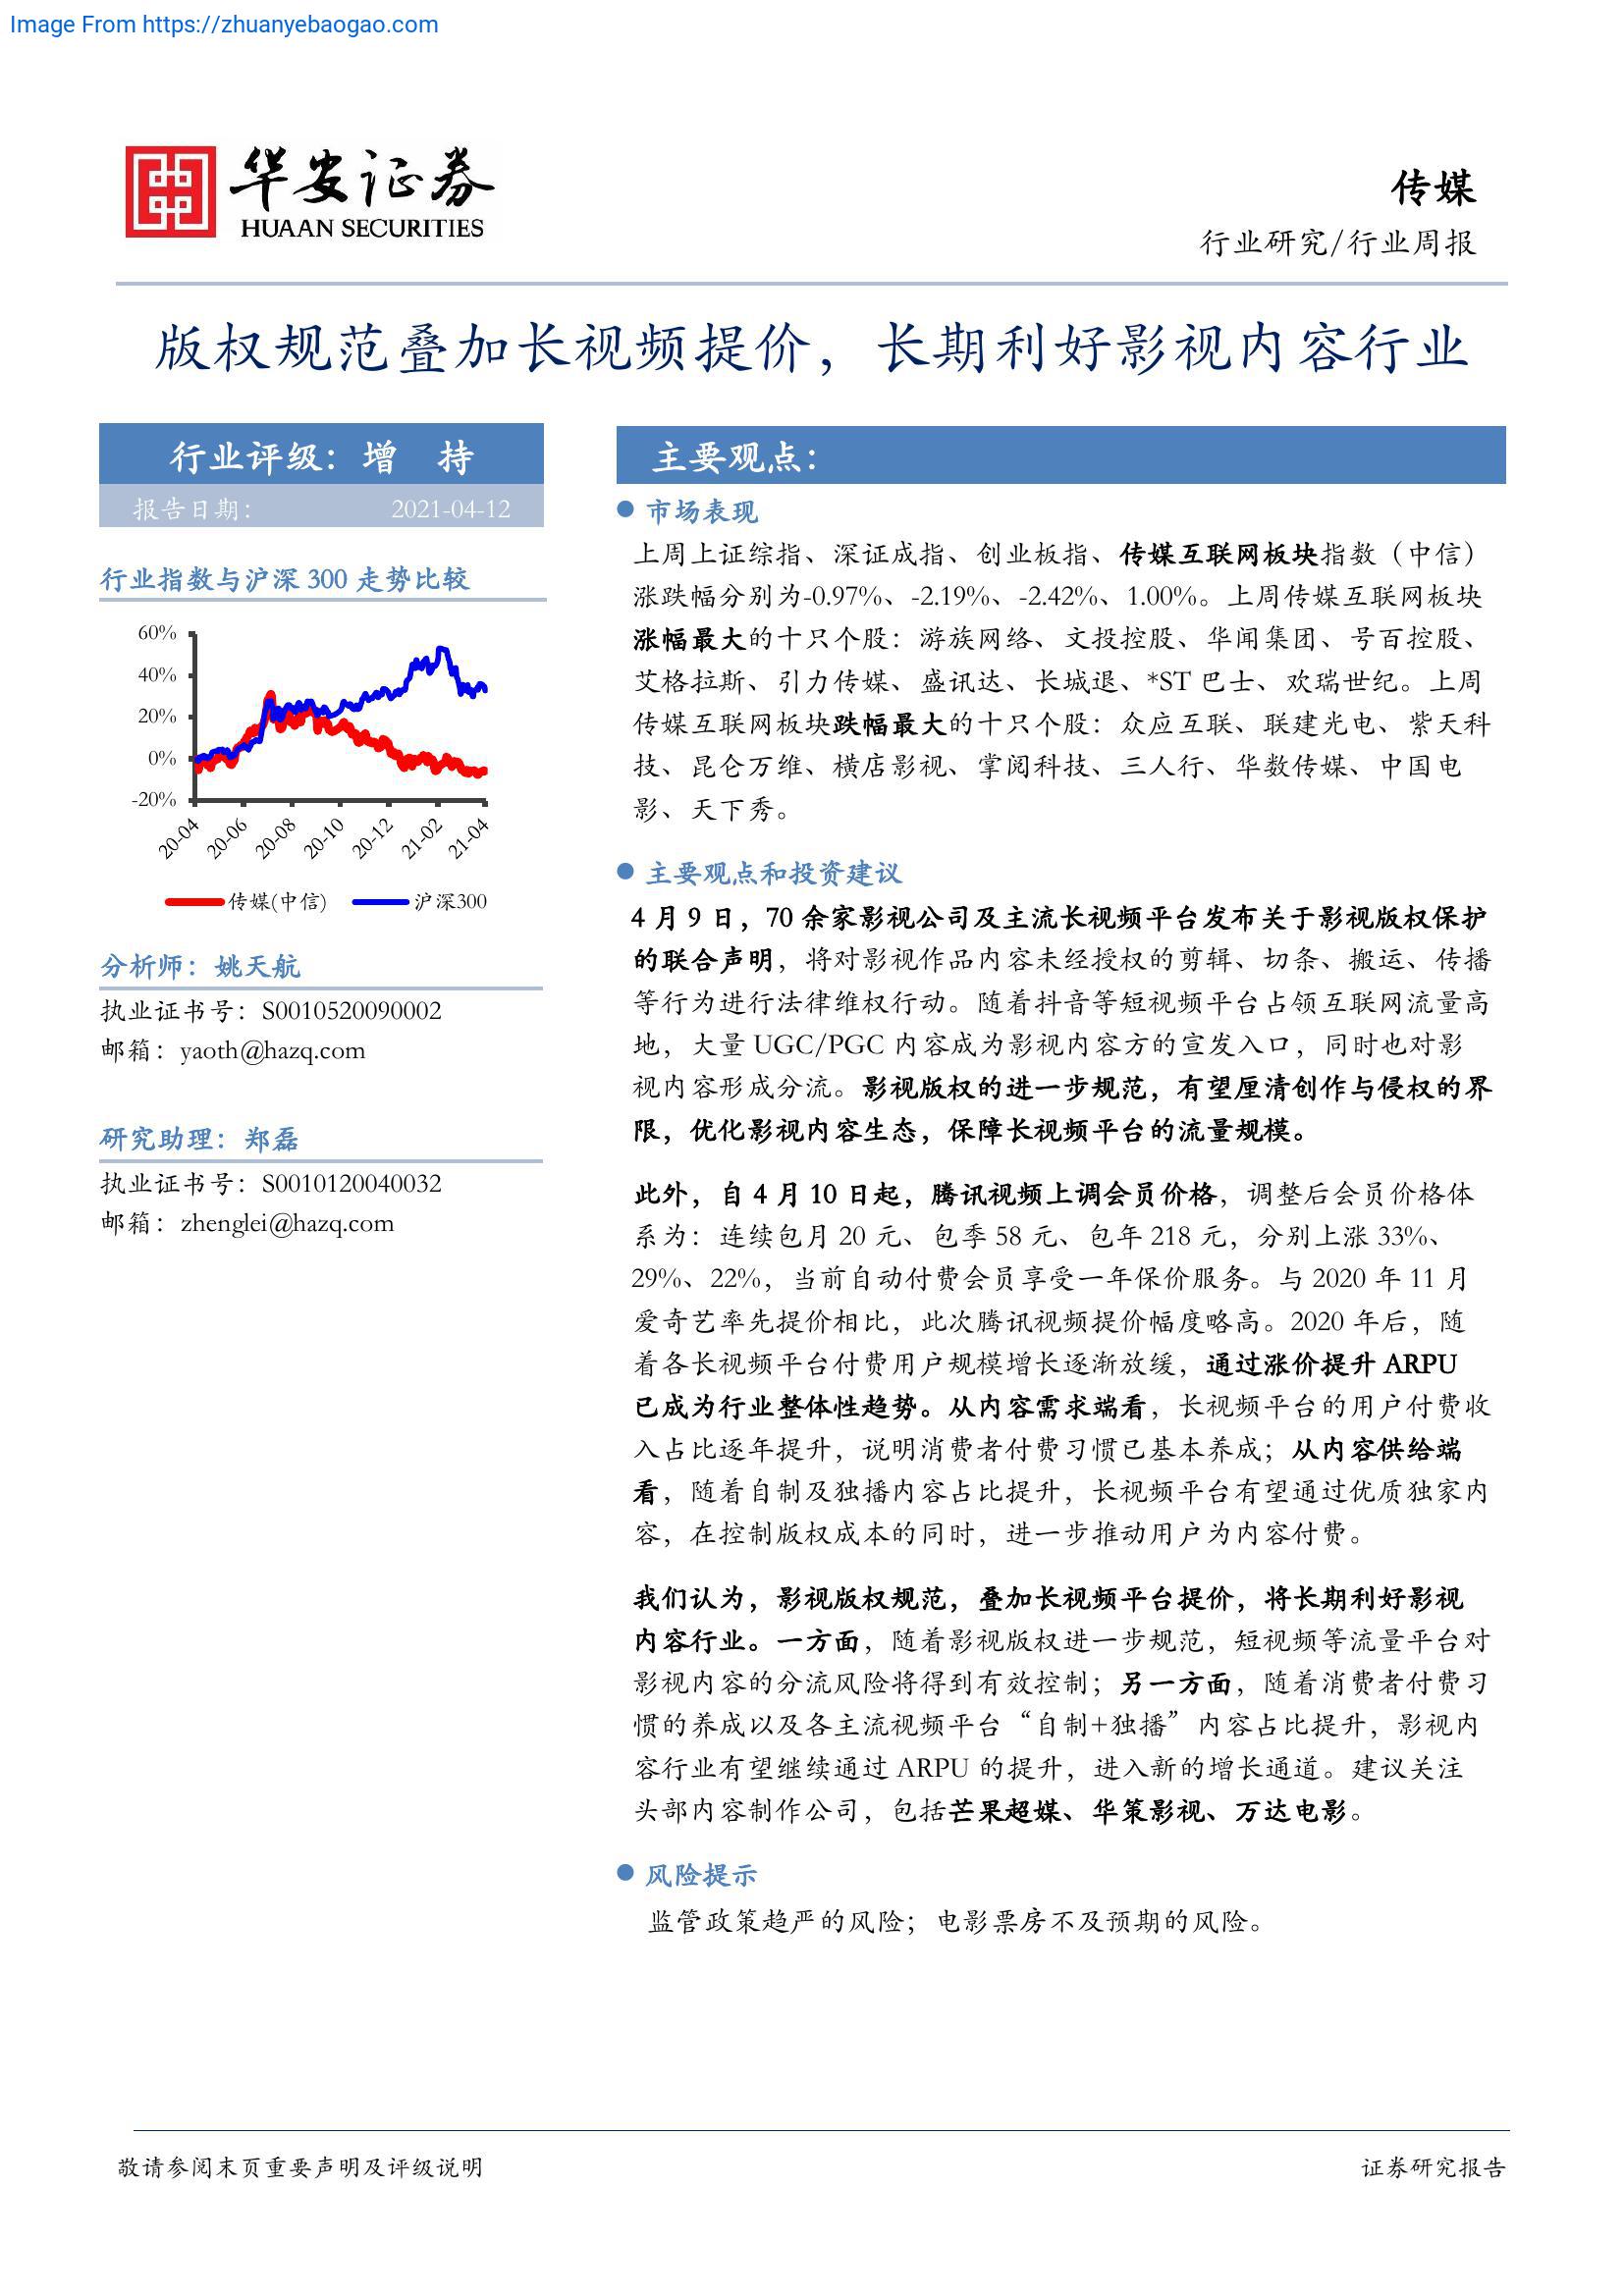 Image From https://zhuanyebaogao.com
华安证券
HUAAN SECURITIES
传媒
行业研究/行业周报
版权规范叠加长视频提价，长期利好影视内容行业
行业评级：增 持
报告日期： 2021-04-12
行业指数与沪深 300 走势比较
60%
40%
20%
0%
-20%
20-04
20-06
20-08
20-10
20-12
21-02
21-04
传媒(中信) 沪深300
分析师：姚天航
执业证书号：S0010520090002
邮箱：yaoth@hazq.com
研究助理：郑磊
执业证书号：S0010120040032
邮箱：zhenglei@hazq.com
主要观点：
市场表现
上周上证综指、深证成指、创业板指、传媒互联网板块指数（中信）
涨跌幅分别为-0.97%、-2.19%、-2.42%、1.00%。上周传媒互联网板块
涨幅最大的十只个股：游族网络、文投控股、华闻集团、号百控股、
艾格拉斯、引力传媒、盛讯达、长城退、*ST 巴士、欢瑞世纪。上周
传媒互联网板块跌幅最大的十只个股：众应互联、联建光电、紫天科
技、昆仑万维、横店影视、掌阅科技、三人行、华数传媒、中国电
影、天下秀。
主要观点和投资建议
4 月 9 日，70 余家影视公司及主流长视频平台发布关于影视版权保护
的联合声明，将对影视作品内容未经授权的剪辑、切条、搬运、传播
等行为进行法律维权行动。随着抖音等短视频平台占领互联网流量高
地，大量 UGC/PGC 内容成为影视内容方的宣发入口，同时也对影
视内容形成分流。影视版权的进一步规范，有望厘清创作与侵权的界
限，优化影视内容生态，保障长视频平台的流量规模。
此外，自 4 月 10 日起，腾讯视频上调会员价格，调整后会员价格体
系为：连续包月 20 元、包季 58 元、包年 218 元，分别上涨 33%、
29%、22%，当前自动付费会员享受一年保价服务。与 2020 年 11 月
爱奇艺率先提价相比，此次腾讯视频提价幅度略高。2020 年后，随
着各长视频平台付费用户规模增长逐渐放缓，通过涨价提升 ARPU
已成为行业整体性趋势。从内容需求端看，长视频平台的用户付费收
入占比逐年提升，说明消费者付费习惯已基本养成；从内容供给端
看，随着自制及独播内容占比提升，长视频平台有望通过优质独家内
容，在控制版权成本的同时，进一步推动用户为内容付费。
我们认为，影视版权规范，叠加长视频平台提价，将长期利好影视
内容行业。一方面，随着影视版权进一步规范，短视频等流量平台对
影视内容的分流风险将得到有效控制；另一方面，随着消费者付费习
惯的养成以及各主流视频平台“自制+独播”内容占比提升，影视内
容行业有望继续通过 ARPU 的提升，进入新的增长通道。建议关注
头部内容制作公司，包括芒果超媒、华策影视、万达电影。
风险提示
监管政策趋严的风险；电影票房不及预期的风险。
敬请参阅末页重要声明及评级说明
证券研究报告